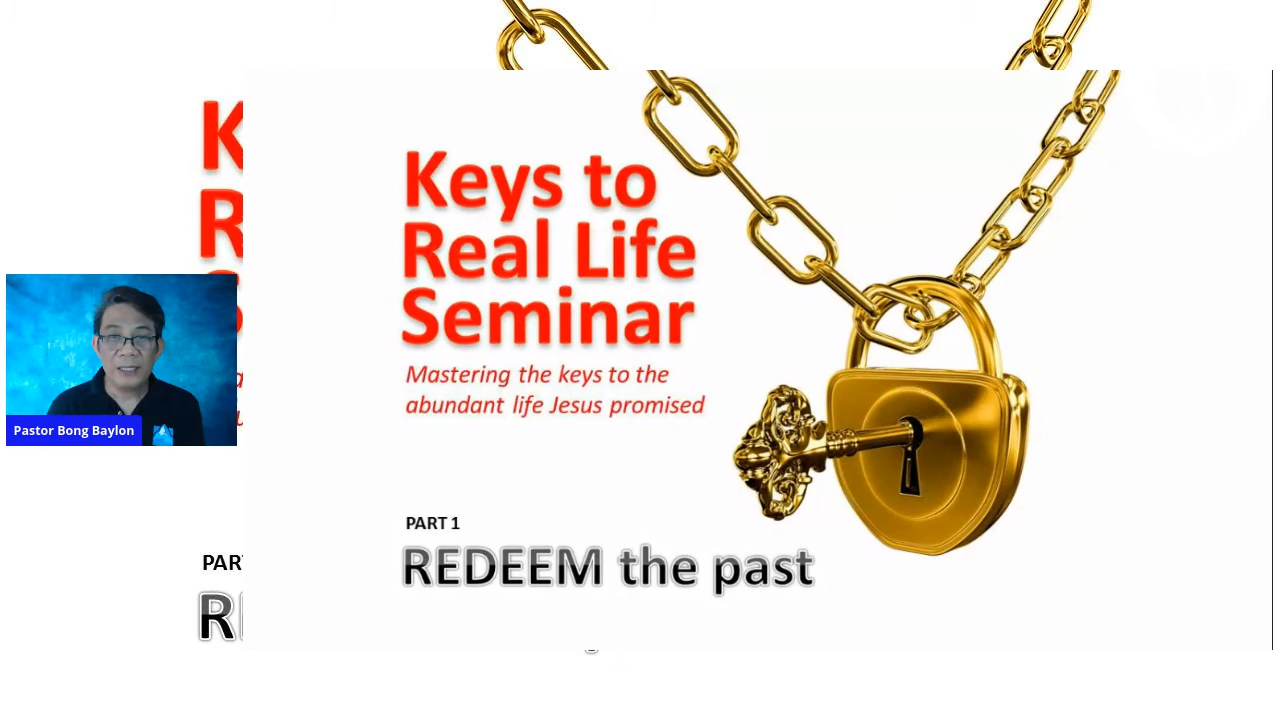 Keys to
Real Life
Seminar
Mastering the keys to the
abundant life Jesus promised
Pastor Bong Baylon
PART 1
REDEEM the past